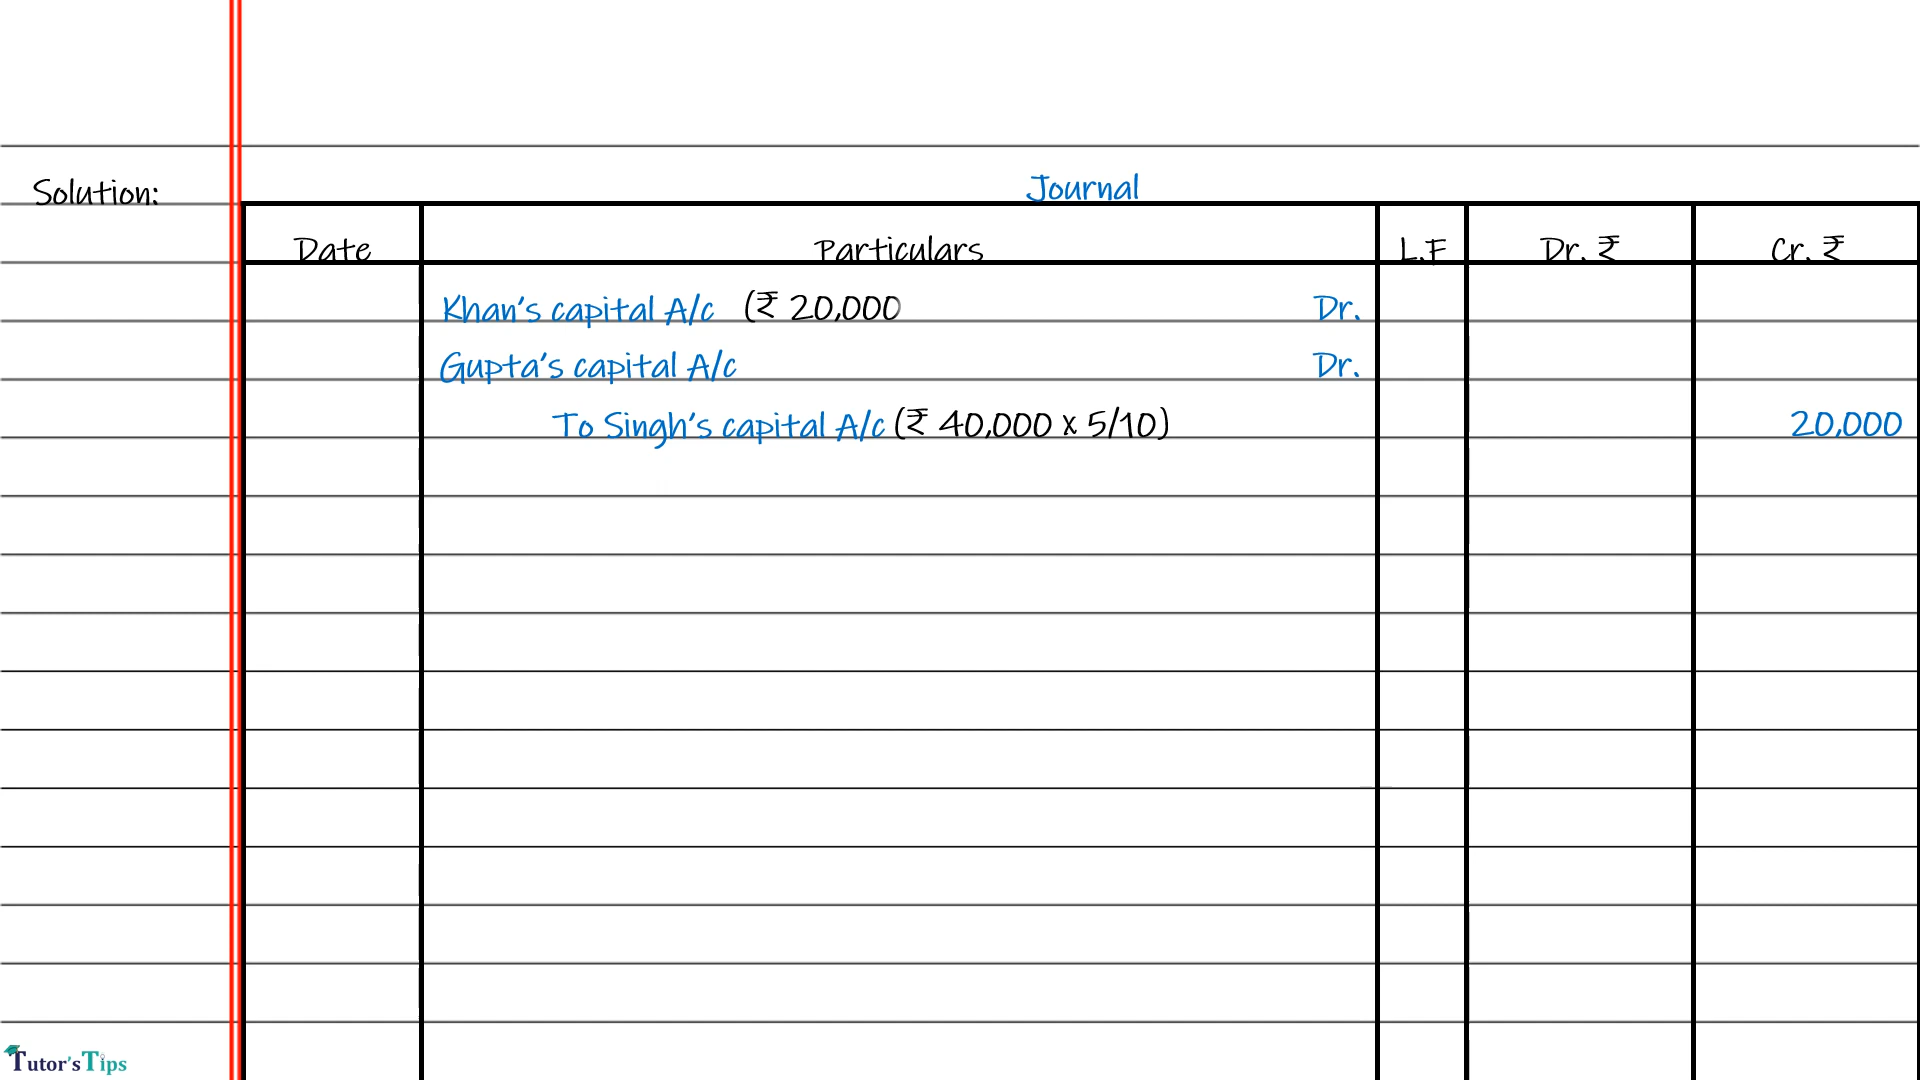 Solution:
Journal
Date Particulars L.F Dr. ₹ Cr. ₹
Khan's capital A/c (₹ 20,000 Dr.
Gupta's capital A/c Dr.
To Singh's capital A/c (₹ 40,000 x 5/10) 20,000
Tutor'sTips